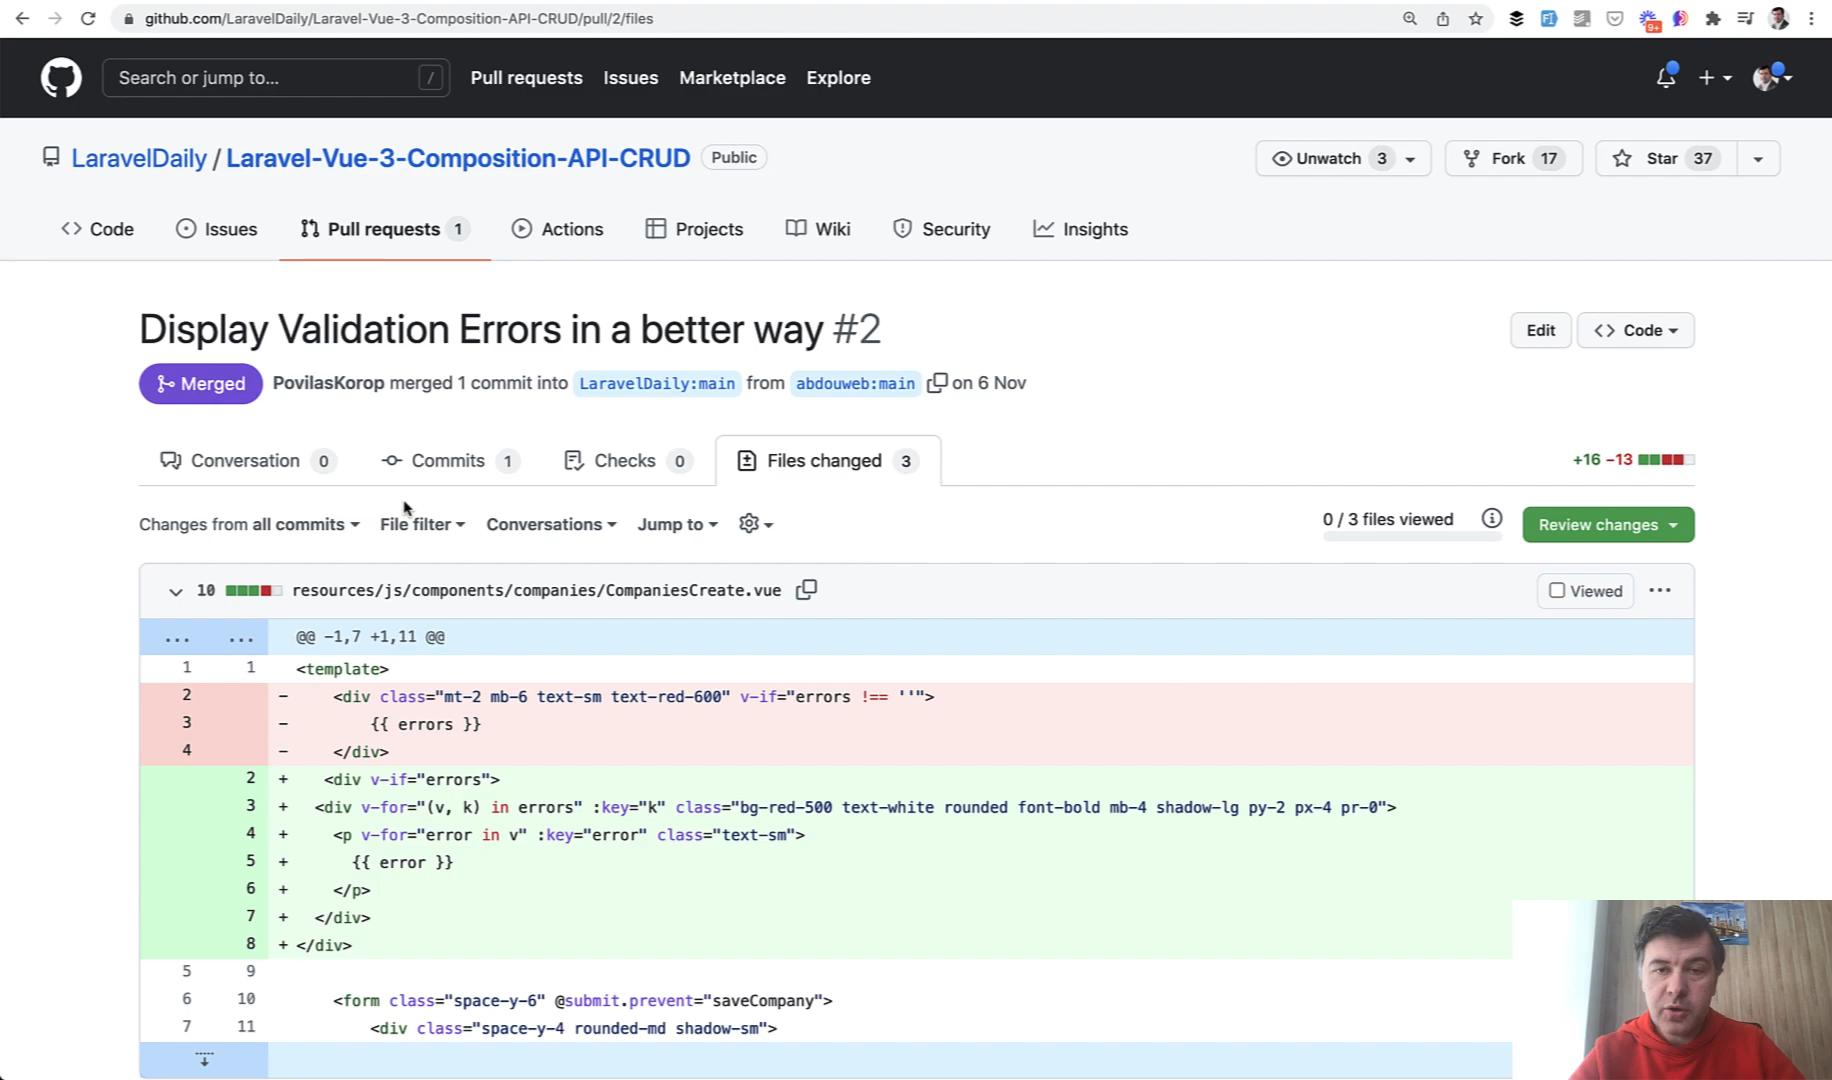 github.com/LaravelDaily/Laravel-Vue-3-Composition-API-CRUD/pull/2/files
9+
Search or jump to... / Pull requests Issues Marketplace Explore
LaravelDaily / Laravel-Vue-3-Composition-API-CRUD Public Unwatch 3 Fork 17 Star 37
Code Issues Pull requests 1 Actions Projects Wiki Security Insights
Display Validation Errors in a better way #2 Edit Code
Merged PovilasKorop merged 1 commit into LaravelDaily:main from abdouweb:main on 6 Nov
Conversation 0 Commits 1 Checks 0 Files changed 3 +16 −13
Changes from all commits File filter Conversations Jump to 0 / 3 files viewed Review changes
10 resources/js/components/companies/CompaniesCreate.vue Viewed ...
... ... @@ -1,7 +1,11 @@
1 1 <template>
2 - <div class="mt-2 mb-6 text-sm text-red-600" v-if="errors !== ''">
3 - {{ errors }}
4 - </div>
2 + <div v-if="errors">
3 + <div v-for="(v, k) in errors" :key="k" class="bg-red-500 text-white rounded font-bold mb-4 shadow-lg py-2 px-4 pr-0">
4 + <p v-for="error in v" :key="error" class="text-sm">
5 + {{ error }}
6 + </p>
7 + </div>
8 + </div>
5 9
6 10 <form class="space-y-6" @submit.prevent="saveCompany">
7 11 <div class="space-y-4 rounded-md shadow-sm">